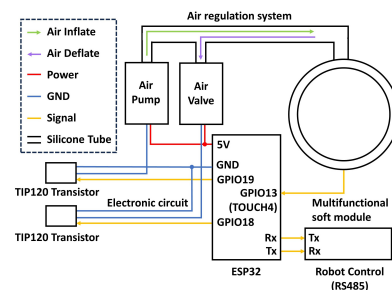 Air regulation system
Air Inflate
Air Deflate
Power
GND
Signal
Silicone Tube
Air
Pump
Air
Valve
5V
GND
GPIO19
GPIO13
(TOUCH4)
GPIO18
Rx
Tx
ESP32
TIP120 Transistor
Electronic circuit
TIP120 Transistor
Multifunctional
soft module
Tx
Rx
Robot Control
(RS485)